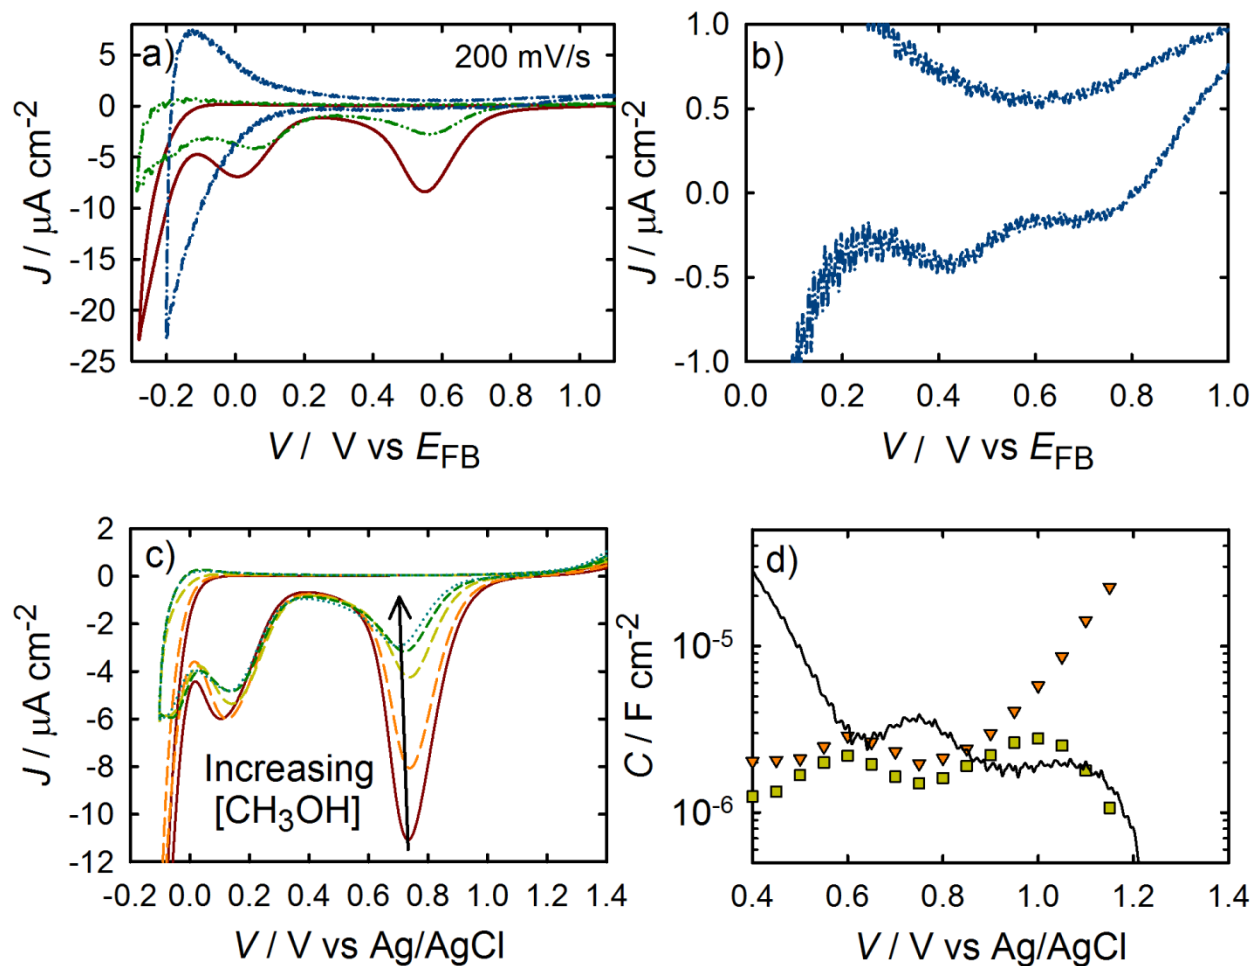 a)
200 mV/s
5
0
-5
-10
-15
-20
-25
J / μA cm-2
-0.2 0.0 0.2 0.4 0.6 0.8 1.0
V / V vs EFB
b)
1.0
0.5
0.0
-0.5
-1.0
J / μA cm-2
0.0 0.2 0.4 0.6 0.8 1.0
V / V vs EFB
c)
2
0
-2
-4
-6
-8
-10
-12
J / μA cm-2
Increasing
[CH3OH]
-0.2 0.0 0.2 0.4 0.6 0.8 1.0 1.2 1.4
V / V vs Ag/AgCl
d)
10-5
10-6
C / F cm-2
0.4 0.6 0.8 1.0 1.2 1.4
V / V vs Ag/AgCl